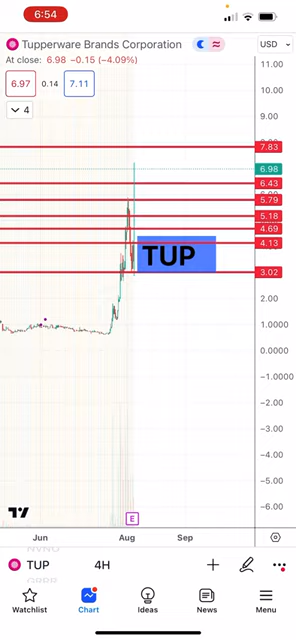 6:54
Tupperware Brands Corporation
USD
At close: 6.98 −0.15 (−4.09%)
11.00
6.97 0.14 7.11
10.00
4
9.00
7.83
6.98
6.43
5.79
5.18
4.69
4.13
TUP
3.02
2.00
1.0000
0.0000
−1.0000
−2.00
−3.00
−4.00
−5.00
−6.00
E
Jun Aug Sep
TUP 4H
Watchlist Chart Ideas News Menu